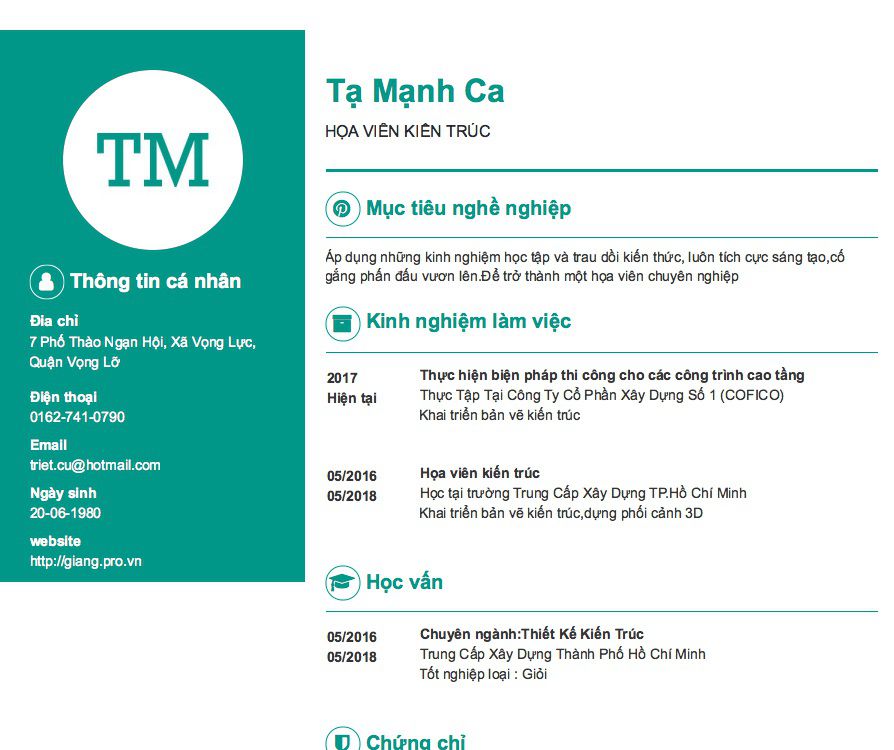 TM
Thông tin cá nhân
Đia chỉ
7 Phố Thào Ngạn Hội, Xã Vọng Lực,
Quận Vọng Lỡ
Điện thoại
0162-741-0790
Email
triet.cu@hotmail.com
Ngày sinh
20-06-1980
website
http://giang.pro.vn
Tạ Mạnh Ca
HỌA VIÊN KIẾN TRÚC
Mục tiêu nghề nghiệp
Áp dụng những kinh nghiệm học tập và trau dồi kiến thức, luôn tích cực sáng tạo,cố
gắng phấn đấu vươn lên.Để trở thành một họa viên chuyên nghiệp
Kinh nghiệm làm việc
2017
Hiện tại
Thực hiện biện pháp thi công cho các công trình cao tầng
Thực Tập Tại Công Ty Cổ Phần Xây Dựng Số 1 (COFICO)
Khai triển bản vẽ kiến trúc
05/2016
05/2018
Họa viên kiến trúc
Học tại trường Trung Cấp Xây Dựng TP.Hồ Chí Minh
Khai triển bản vẽ kiến trúc,dựng phối cảnh 3D
Học vấn
05/2016
05/2018
Chuyên ngành:Thiết Kế Kiến Trúc
Trung Cấp Xây Dựng Thành Phố Hồ Chí Minh
Tốt nghiệp loại : Giỏi
Chứng chỉ